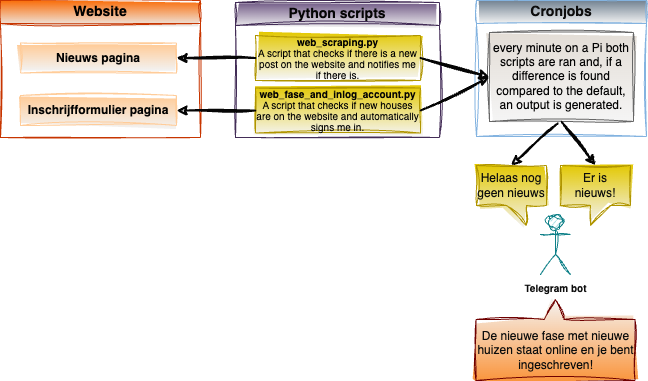 Website
Nieuws pagina
Inschrijfformulier pagina
Python scripts
web_scraping.py
A script that checks if there is a new
post on the website and notifies me
if there is.
web_fase_and_inlog_account.py
A script that checks if new houses
are on the website and automatically
signs me in.
Cronjobs
every minute on a Pi both
scripts are ran and, if a
difference is found
compared to the default,
an output is generated.
Helaas nog
geen nieuws
Er is
nieuws!
Telegram bot
De nieuwe fase met nieuwe
huizen staat online en je bent
ingeschreven!